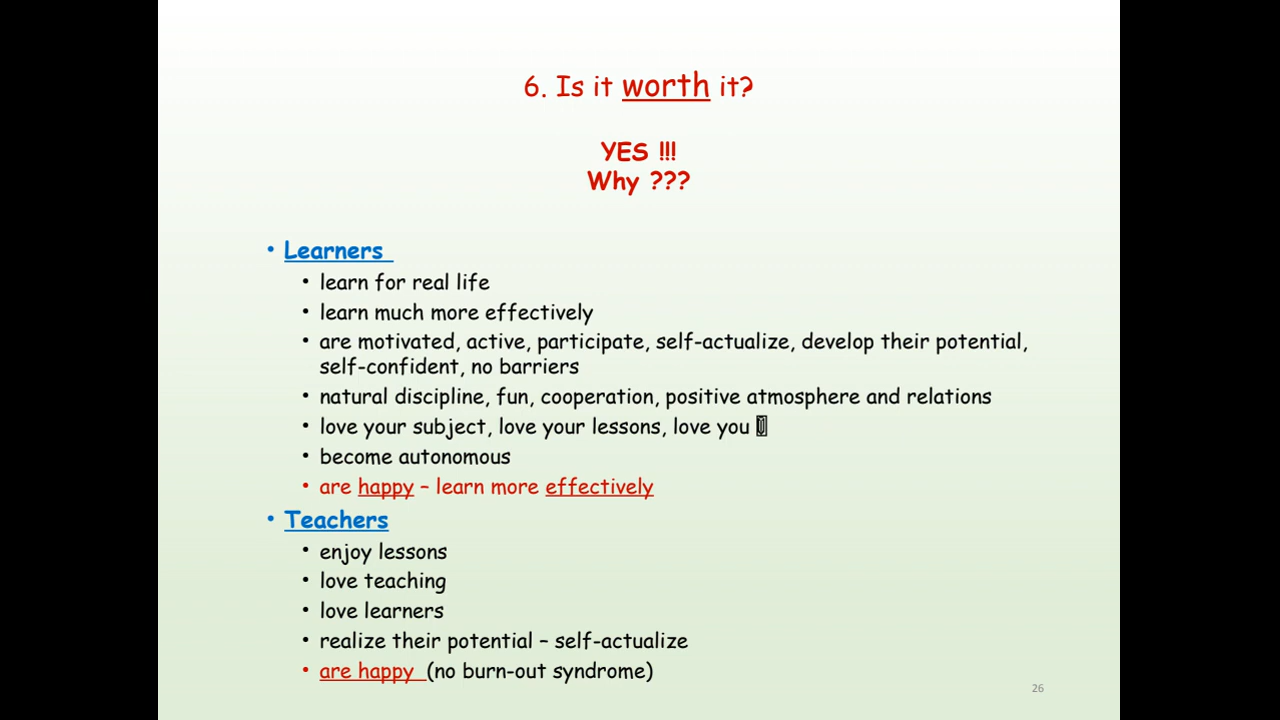 6. Is it worth it?
YES !!!
Why ???
• Learners
• learn for real life
• learn much more effectively
• are motivated, active, participate, self-actualize, develop their potential,
self-confident, no barriers
• natural discipline, fun, cooperation, positive atmosphere and relations
• love your subject, love your lessons, love you
• become autonomous
• are happy – learn more effectively
• Teachers
• enjoy lessons
• love teaching
• love learners
• realize their potential – self-actualize
• are happy (no burn-out syndrome)
26